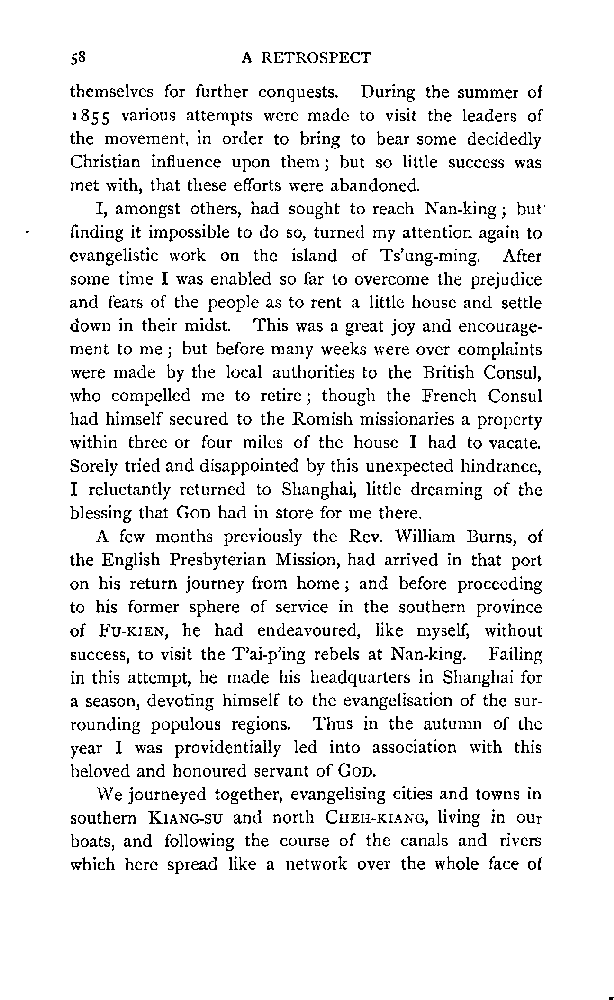 58 A RETROSPECT
themselves for further conquests. During the summer of
1855 various attempts were made to visit the leaders of
the movement, in order to bring to bear some decidedly
Christian influence upon them; but so little success was
met with, that these efforts were abandoned.
I, amongst others, had sought to reach Nan-king; but
finding it impossible to do so, turned my attention again to
evangelistic work on the island of Ts'ung-ming. After
some time I was enabled so far to overcome the prejudice
and fears of the people as to rent a little house and settle
down in their midst. This was a great joy and encourage-
ment to me; but before many weeks were over complaints
were made by the local authorities to the British Consul,
who compelled me to retire; though the French Consul
had himself secured to the Romish missionaries a property
within three or four miles of the house I had to vacate.
Sorely tried and disappointed by this unexpected hindrance,
I reluctantly returned to Shanghai, little dreaming of the
blessing that GOD had in store for me there.
A few months previously the Rev. William Burns, of
the English Presbyterian Mission, had arrived in that port
on his return journey from home; and before proceeding
to his former sphere of service in the southern province
of FU-KIEN, he had endeavoured, like myself, without
success, to visit the T'ai-p'ing rebels at Nan-king. Failing
in this attempt, he made his headquarters in Shanghai for
a season, devoting himself to the evangelisation of the sur-
rounding populous regions. Thus in the autumn of the
year I was providentially led into association with this
beloved and honoured servant of GOD.
We journeyed together, evangelising cities and towns in
southern KIANG-SU and north CHEH-KIANG, living in our
boats, and following the course of the canals and rivers
which here spread like a network over the whole face of